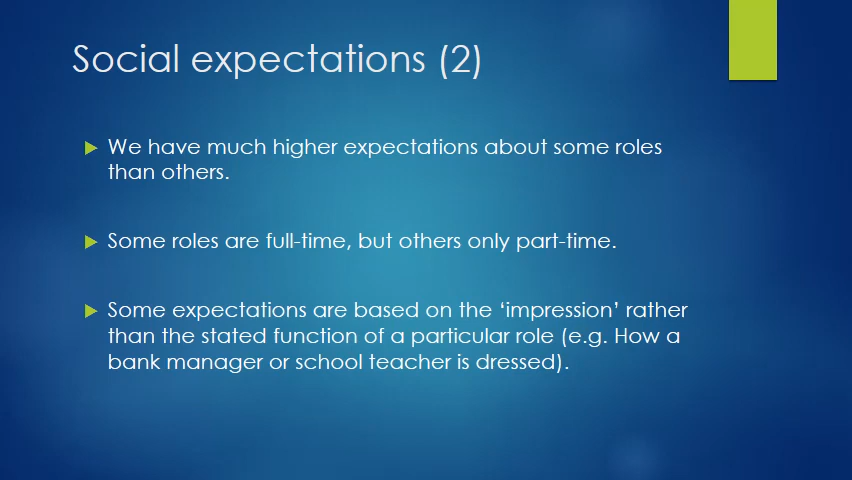 Social expectations (2)
We have much higher expectations about some roles
than others.
Some roles are full-time, but others only part-time.
Some expectations are based on the ‘impression’ rather
than the stated function of a particular role (e.g. How a
bank manager or school teacher is dressed).